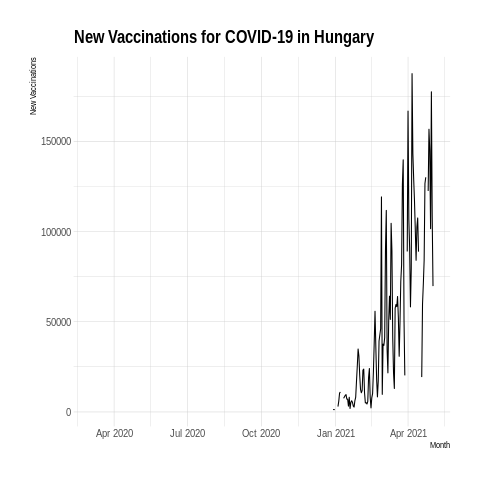 New Vaccinations for COVID-19 in Hungary
New Vaccinations
150000
100000
50000
0
Apr 2020 Jul 2020 Oct 2020 Jan 2021 Apr 2021
Month